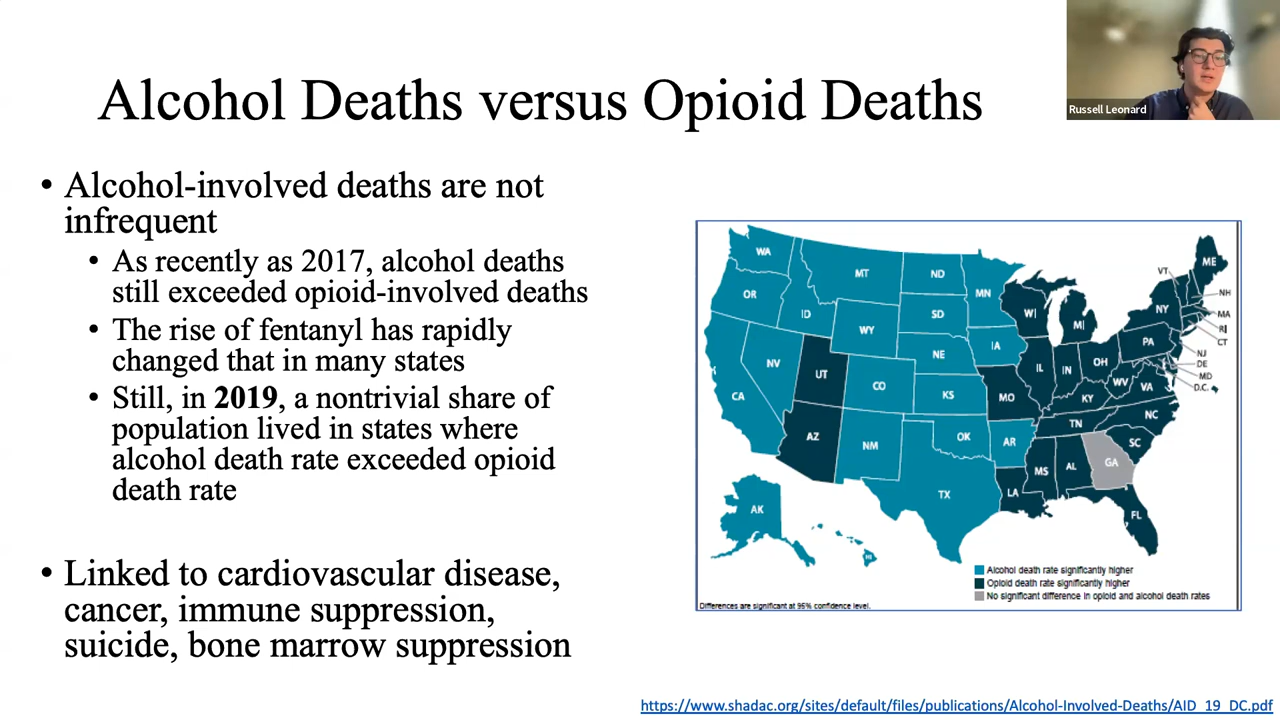 Russell Leonard
Alcohol Deaths versus Opioid Deaths
• Alcohol-involved deaths are not
infrequent
• As recently as 2017, alcohol deaths
still exceeded opioid-involved deaths
• The rise of fentanyl has rapidly
changed that in many states
• Still, in 2019, a nontrivial share of
population lived in states where
alcohol death rate exceeded opioid
death rate
• Linked to cardiovascular disease,
cancer, immune suppression,
suicide, bone marrow suppression
WA
MT
ND
MN
OR
ID
WY
SD
WI
MI
NY
VT
ME
NH
MA
RI
CT
NJ
DE
MD
D.C.
NV
UT
CO
NE
IA
IL
IN
OH
PA
CA
AZ
NM
KS
MO
KY
WV
VA
OK
AR
TN
NC
TX
LA
MS
AL
GA
SC
FL
AK
HI
Alcohol death rate significantly higher
Opioid death rate significantly higher
No significant difference in opioid and alcohol death rates
Differences are significant at 95% confidence level.
https://www.shadac.org/sites/default/files/publications/Alcohol-Involved-Deaths/AID_19_DC.pdf